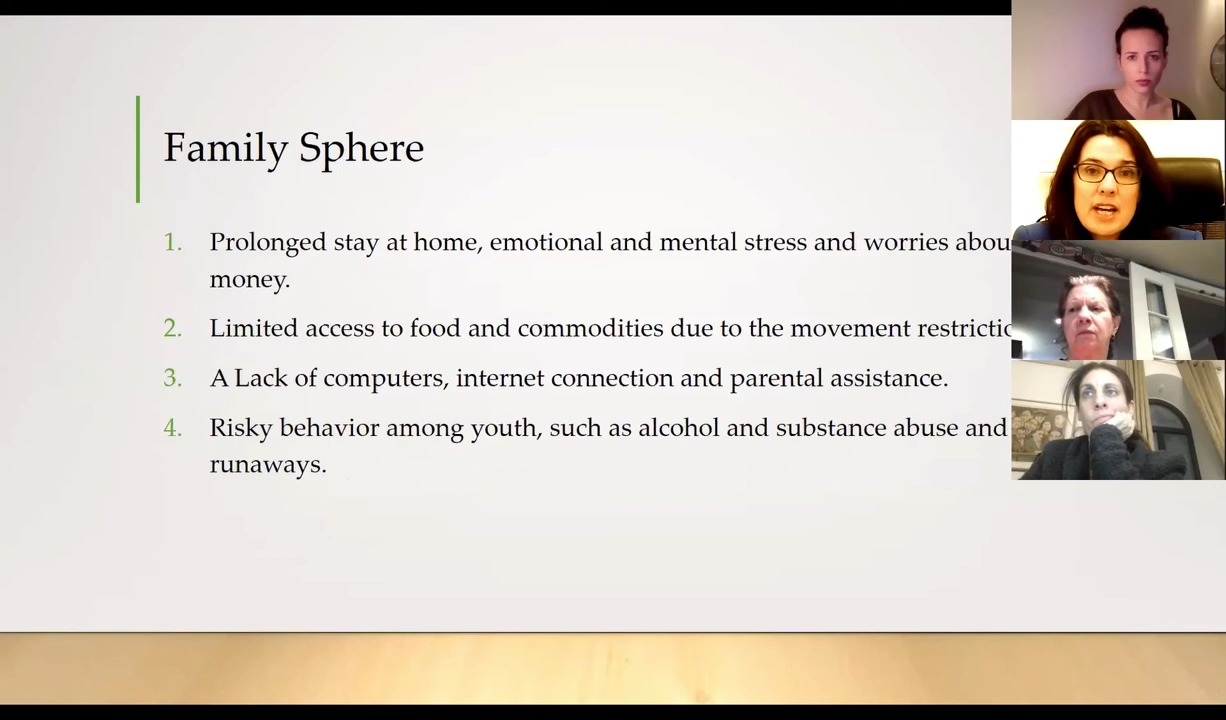 Family Sphere
1. Prolonged stay at home, emotional and mental stress and worries abou
money.
2. Limited access to food and commodities due to the movement restrictio
3. A Lack of computers, internet connection and parental assistance.
4. Risky behavior among youth, such as alcohol and substance abuse and
runaways.